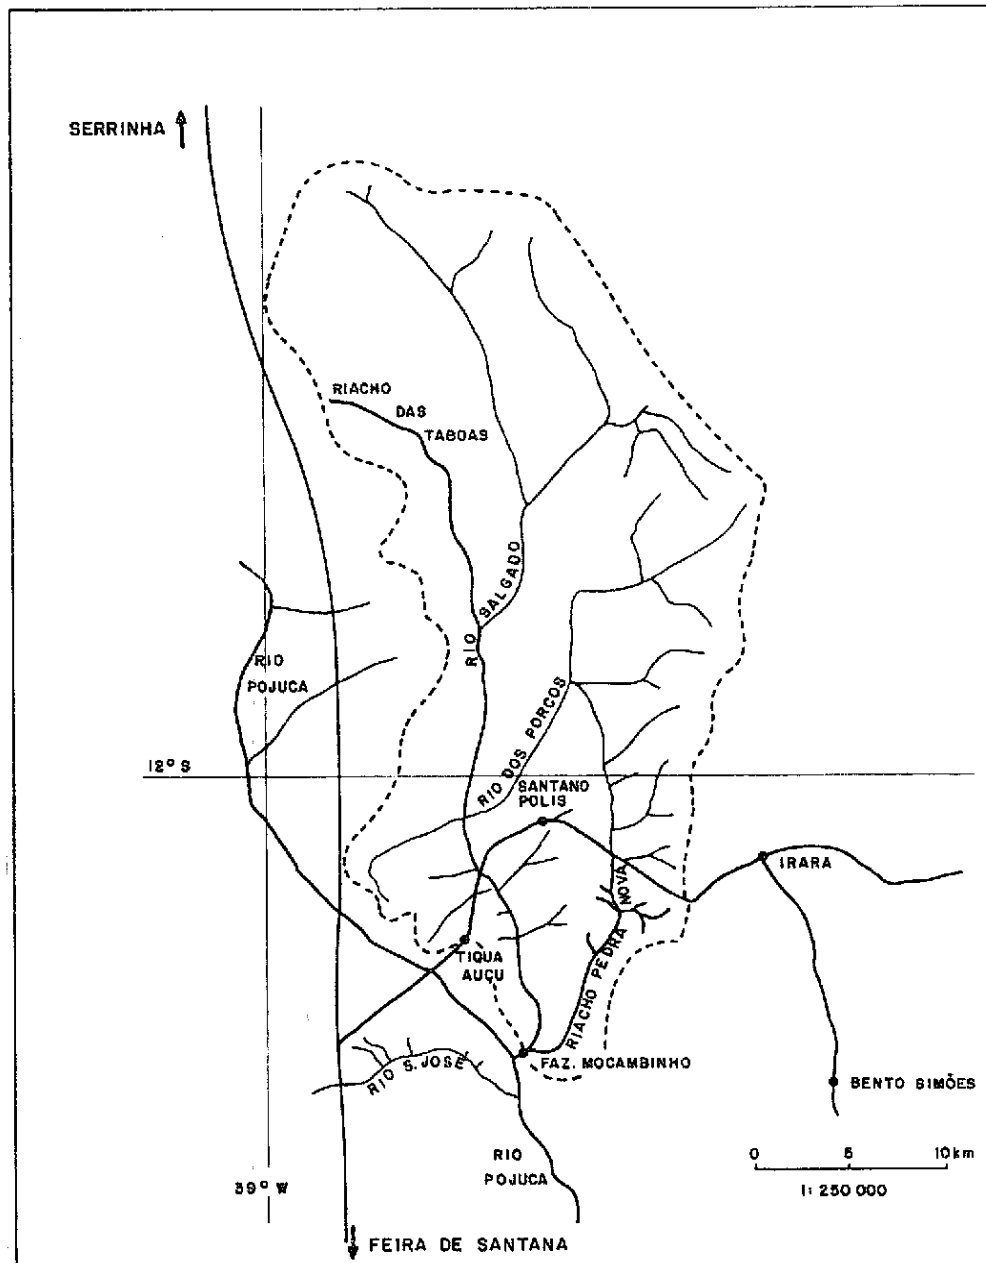 SERRINHA
RIACHO
DAS
TABOAS
RIO SALGADO
RIO
POJUCA
RIO DOS PORCOS
12° S
SANTANO
POLIS
IRARA
RIACHO PEDRA NOVA
TIQUA
AUÇU
FAZ. MOCAMBINHO
RIO S. JOSÉ
BENTO SIMÕES
RIO
POJUCA
0 5 10 km
1: 250 000
39° W
FEIRA DE SANTANA